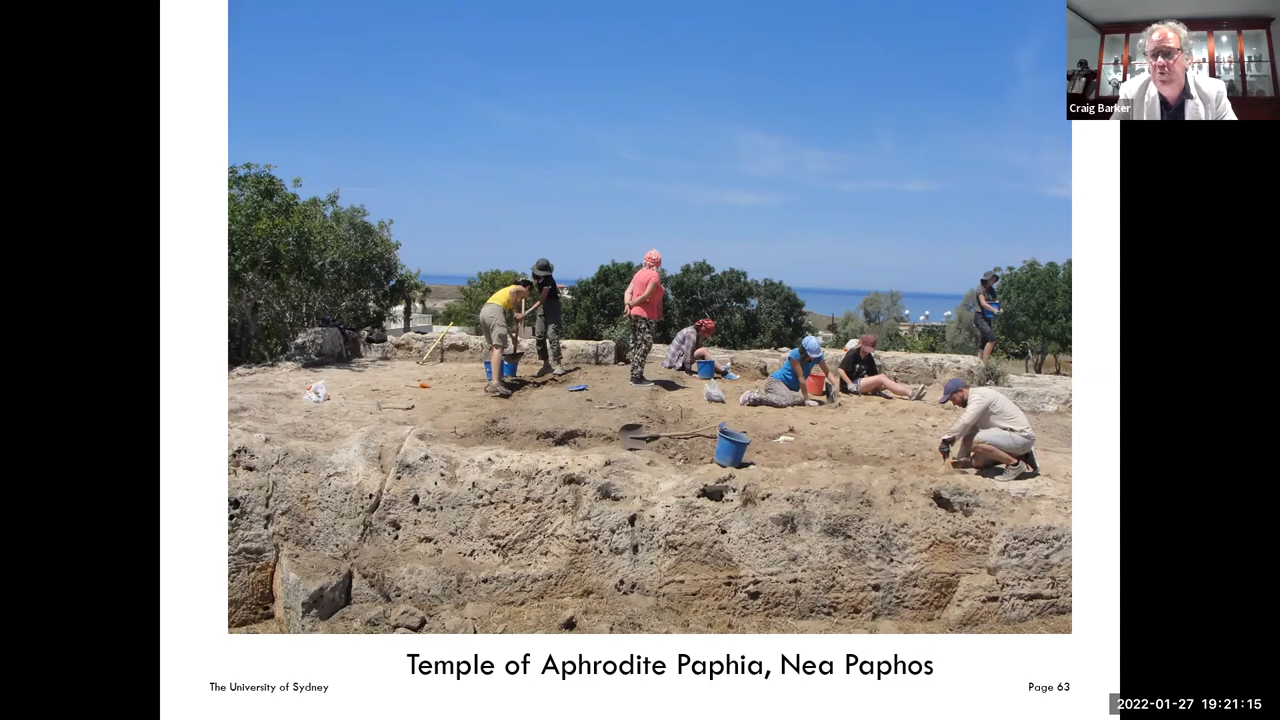 Craig Barker
Temple of Aphrodite Paphia, Nea Paphos
The University of Sydney
Page 63
2022-01-27 19:21:15